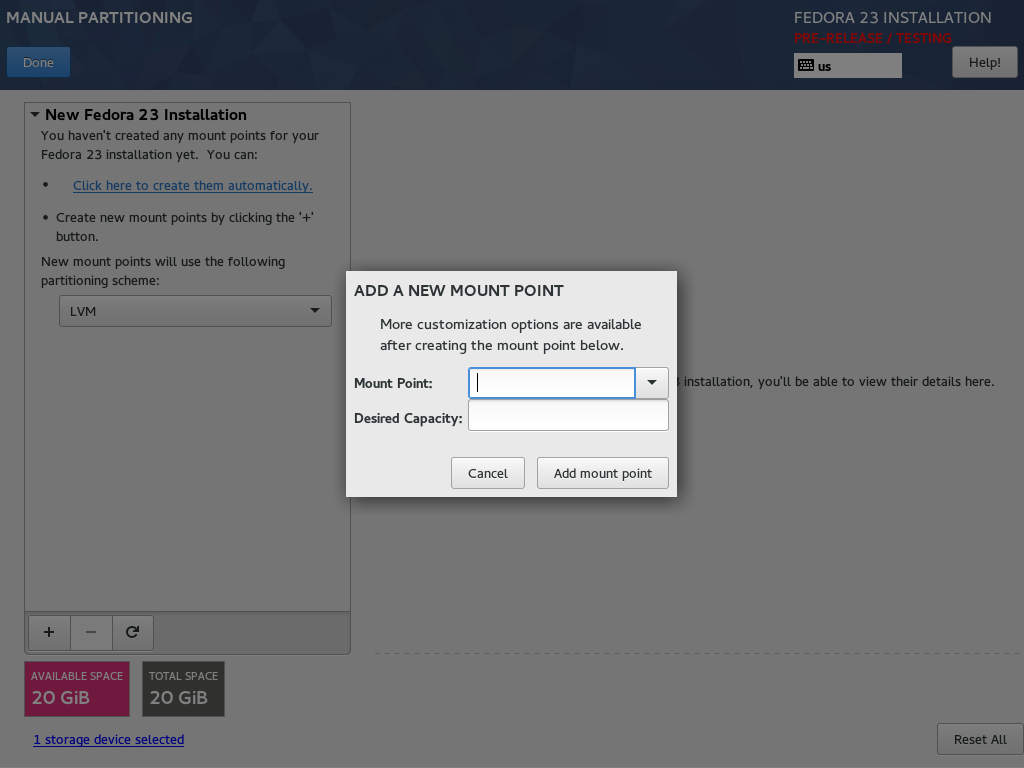 MANUAL PARTITIONING
FEDORA 23 INSTALLATION
PRE-RELEASE / TESTING
Done
us
Help!
New Fedora 23 Installation
You haven't created any mount points for your
Fedora 23 installation yet. You can:
• Click here to create them automatically.
• Create new mount points by clicking the '+'
button.
New mount points will use the following
partitioning scheme:
LVM
ADD A NEW MOUNT POINT
More customization options are available
after creating the mount point below.
Mount Point:
Desired Capacity:
Cancel
Add mount point
installation, you'll be able to view their details here.
AVAILABLE SPACE
20 GiB
TOTAL SPACE
20 GiB
1 storage device selected
Reset All